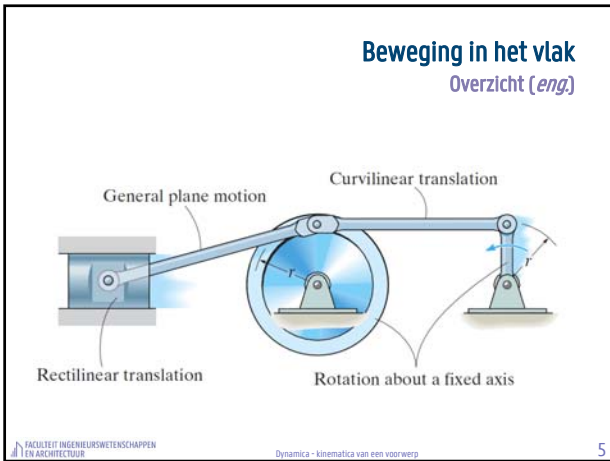 Beweging in het vlak
Overzicht (eng.)
Curvilinear translation
General plane motion
r
r
Rectilinear translation
Rotation about a fixed axis
FACULTEIT INGENIEURSWETENSCHAPPEN
EN ARCHITECTUUR
Dynamica - kinematica van een voorwerp
5